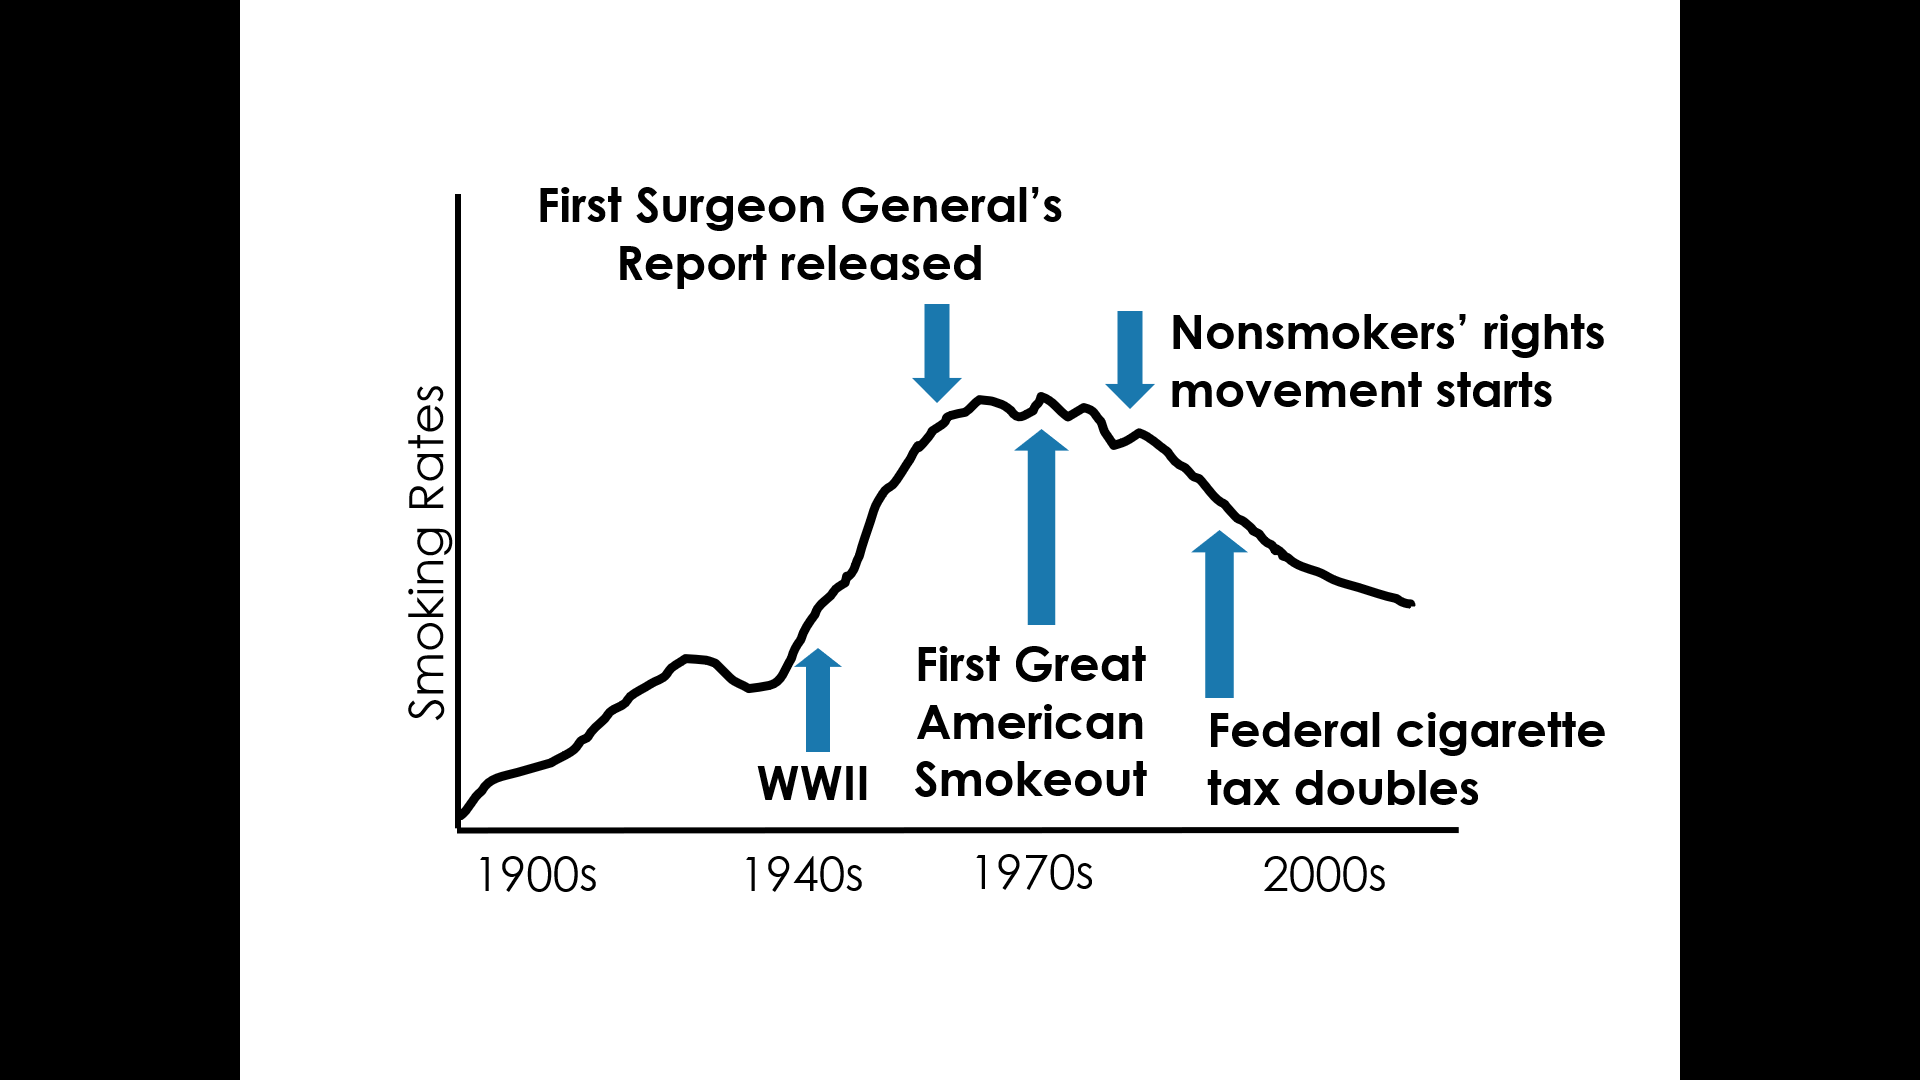 First Surgeon General’s
Report released
Nonsmokers’ rights
movement starts
Smoking Rates
WWII
First Great
American
Smokeout
Federal cigarette
tax doubles
1900s
1940s
1970s
2000s